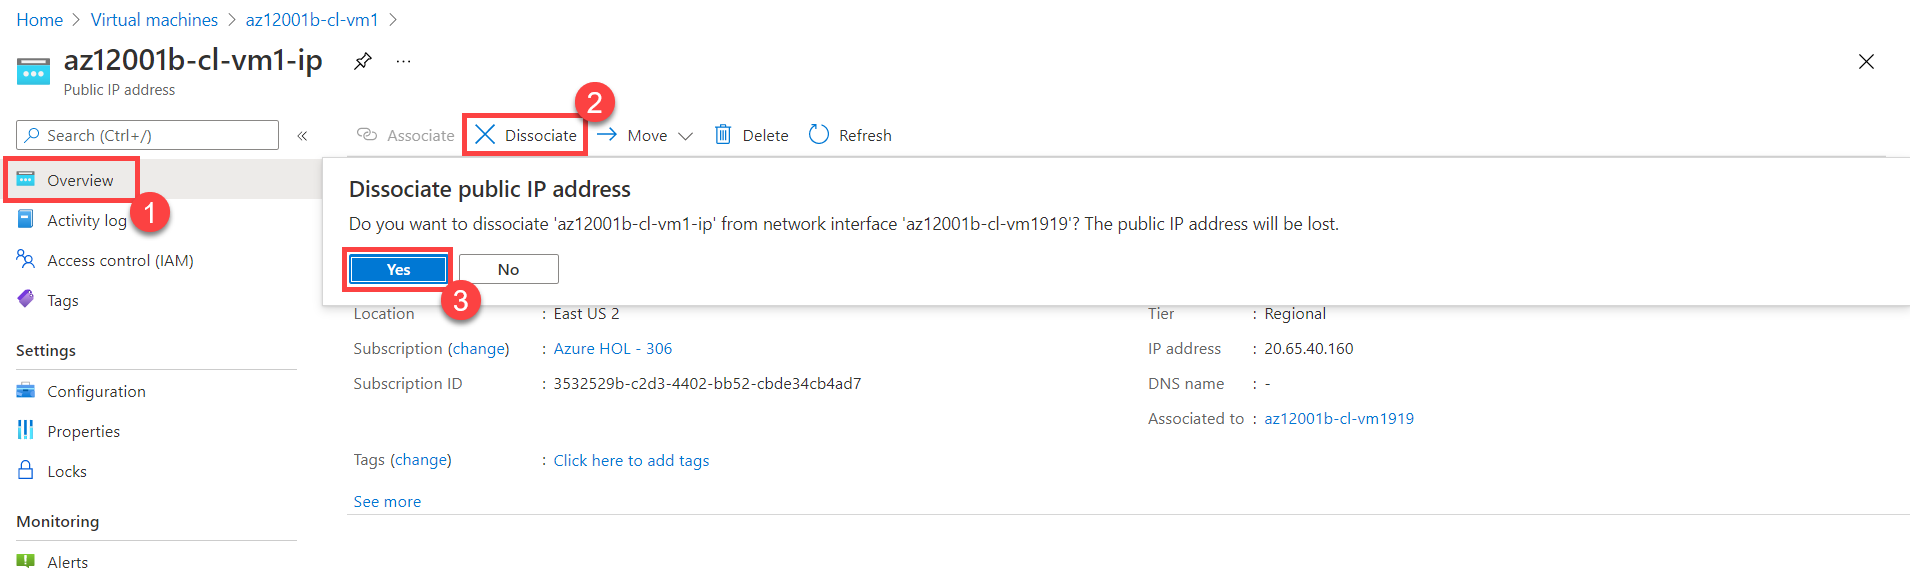 Home > Virtual machines > az12001b-cl-vm1 >
az12001b-cl-vm1-ip
...
Public IP address
Search (Ctrl+/)
«
Associate
Dissociate
Move
Delete
Refresh
2
Overview
1
Activity log
Access control (IAM)
Tags
Settings
Configuration
Properties
Locks
Monitoring
Alerts
Dissociate public IP address
Do you want to dissociate 'az12001b-cl-vm1-ip' from network interface 'az12001b-cl-vm1919'? The public IP address will be lost.
Yes No
3
Location : East US 2
Subscription (change) : Azure HOL - 306
Subscription ID : 3532529b-c2d3-4402-bb52-cbde34cb4ad7
Tags (change) : Click here to add tags
See more
Tier : Regional
IP address : 20.65.40.160
DNS name : -
Associated to : az12001b-cl-vm1919